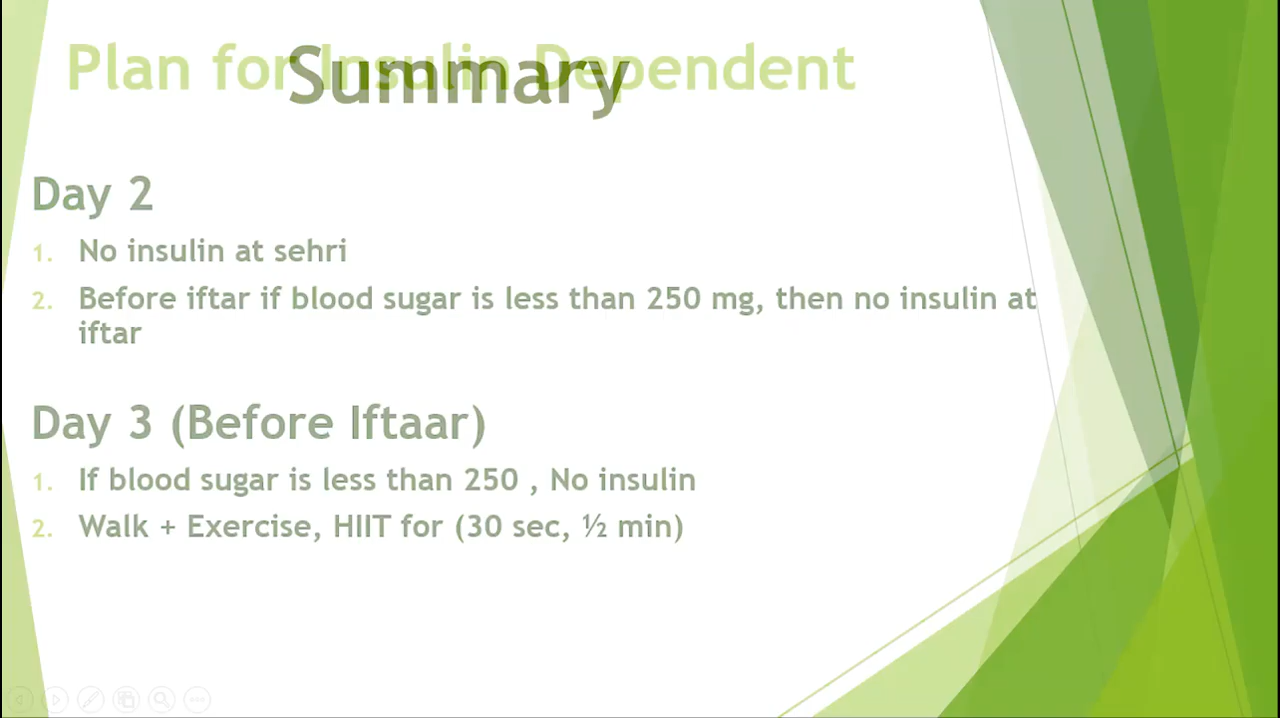 Plan for Insulin Dependent
Summary
Day 2
1. No insulin at sehri
2. Before iftar if blood sugar is less than 250 mg, then no insulin at
iftar
Day 3 (Before Iftaar)
1. If blood sugar is less than 250 , No insulin
2. Walk + Exercise, HIIT for (30 sec, ½ min)